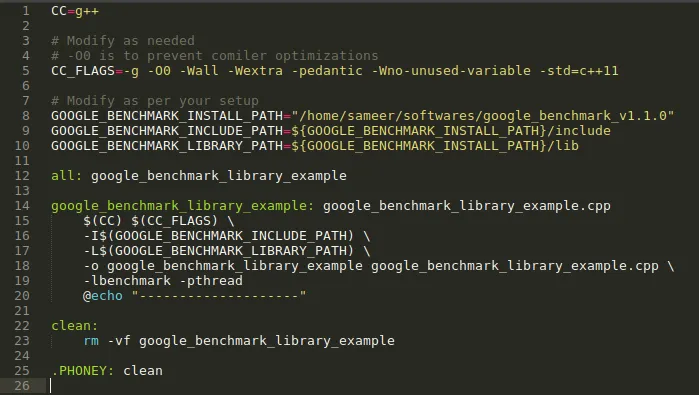 1 CC=g++
2
3 # Modify as needed
4 # -O0 is to prevent comiler optimizations
5 CC_FLAGS=-g -O0 -Wall -Wextra -pedantic -Wno-unused-variable -std=c++11
6
7 # Modify as per your setup
8 GOOGLE_BENCHMARK_INSTALL_PATH="/home/sameer/softwares/google_benchmark_v1.1.0"
9 GOOGLE_BENCHMARK_INCLUDE_PATH=${GOOGLE_BENCHMARK_INSTALL_PATH}/include
10 GOOGLE_BENCHMARK_LIBRARY_PATH=${GOOGLE_BENCHMARK_INSTALL_PATH}/lib
11
12 all: google_benchmark_library_example
13
14 google_benchmark_library_example: google_benchmark_library_example.cpp
15     $(CC) $(CC_FLAGS) \
16     -I$(GOOGLE_BENCHMARK_INCLUDE_PATH) \
17     -L$(GOOGLE_BENCHMARK_LIBRARY_PATH) \
18     -o google_benchmark_library_example google_benchmark_library_example.cpp \
19     -lbenchmark -pthread
20     @echo "--------------------"
21
22 clean:
23     rm -vf google_benchmark_library_example
24
25 .PHONEY: clean
26